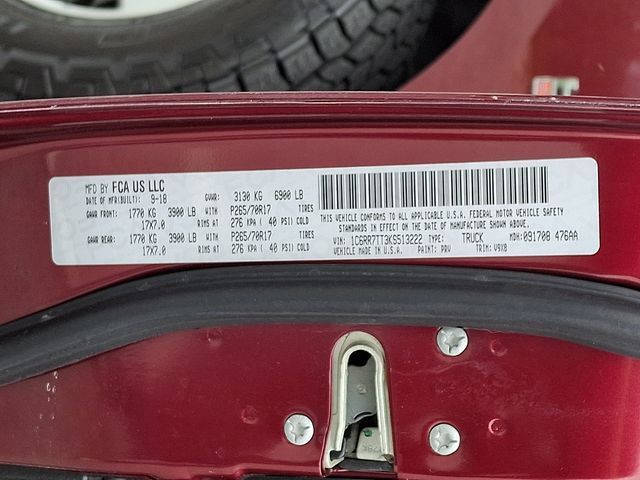 MFD BY FCA US LLC
DATE OF MFR(BUILT): 9-18 GVWR: 3130 KG 6900 LB
GAWR FRONT: 1770 KG 3900 LB WITH P265/70R17 TIRES
17X7.0 RIMS AT 276 KPA ( 40 PSI) COLD
GAWR REAR: 1770 KG 3900 LB WITH P265/70R17 TIRES
17X7.0 RIMS AT 276 KPA ( 40 PSI) COLD
THIS VEHICLE CONFORMS TO ALL APPLICABLE U.S.A. FEDERAL MOTOR VEHICLE SAFETY
STANDARDS IN EFFECT ON THE DATE OF MANUFACTURE SHOWN ABOVE.
VIN: 1C6RR7TT3KS513222 TYPE: TRUCK MDH: 091708 476AA
VEHICLE MADE IN U.S.A. PAINT: PRV TRIM: V9X8